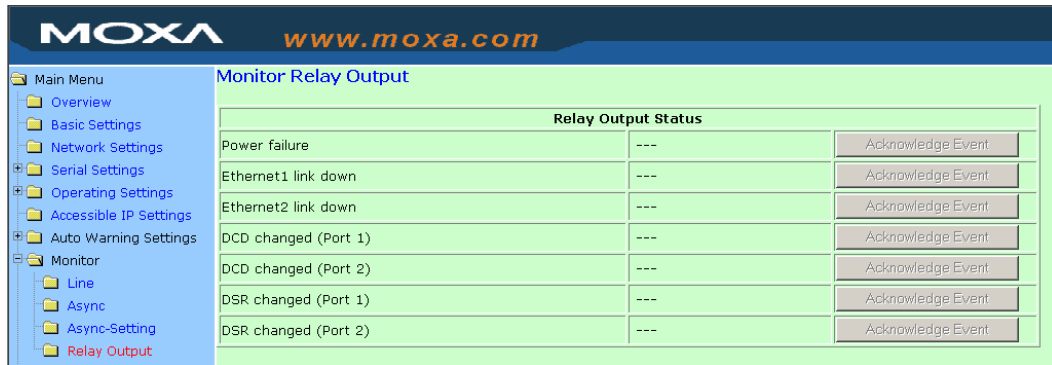 MOXA www.moxa.com
Main Menu
Overview
Basic Settings
Network Settings
Serial Settings
Operating Settings
Accessible IP Settings
Auto Warning Settings
Monitor
Line
Async
Async-Setting
Relay Output
Monitor Relay Output
Relay Output Status
Power failure --- Acknowledge Event
Ethernet1 link down --- Acknowledge Event
Ethernet2 link down --- Acknowledge Event
DCD changed (Port 1) --- Acknowledge Event
DCD changed (Port 2) --- Acknowledge Event
DSR changed (Port 1) --- Acknowledge Event
DSR changed (Port 2) --- Acknowledge Event